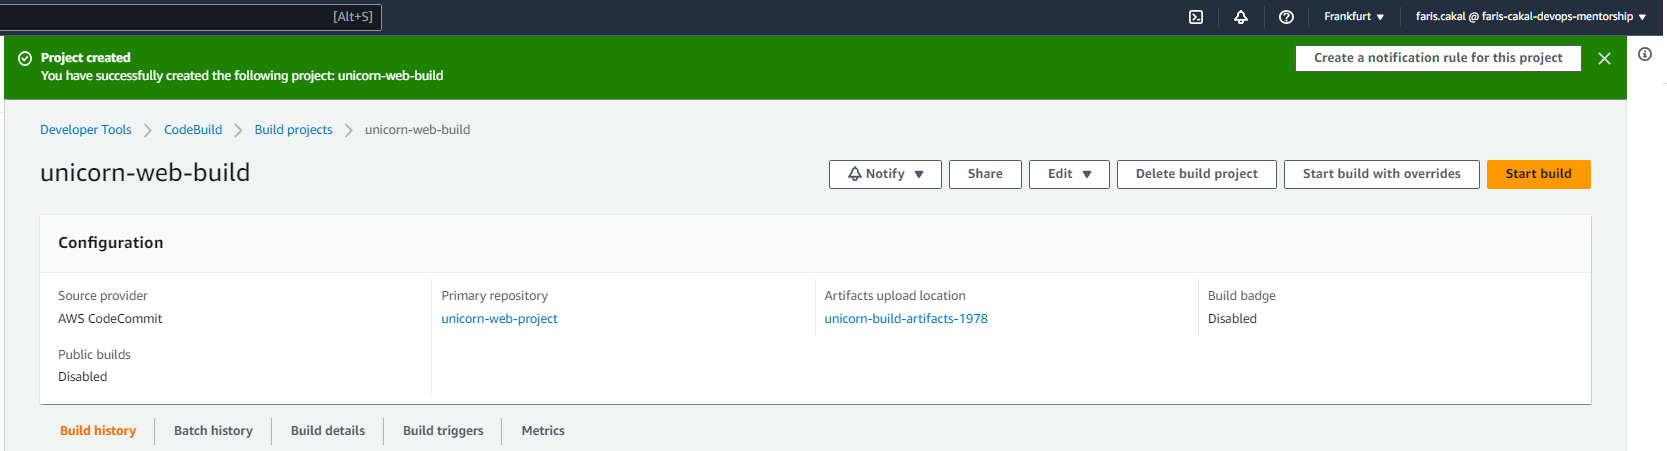 [Alt+S]
Frankfurt
faris.cakal @ faris-cakal-devops-mentorship
Project created
You have successfully created the following project: unicorn-web-build
Create a notification rule for this project
Developer Tools
CodeBuild
Build projects
unicorn-web-build
unicorn-web-build
Notify
Share
Edit
Delete build project
Start build with overrides
Start build
Configuration
Source provider
AWS CodeCommit
Primary repository
unicorn-web-project
Artifacts upload location
unicorn-build-artifacts-1978
Build badge
Disabled
Public builds
Disabled
Build history
Batch history
Build details
Build triggers
Metrics